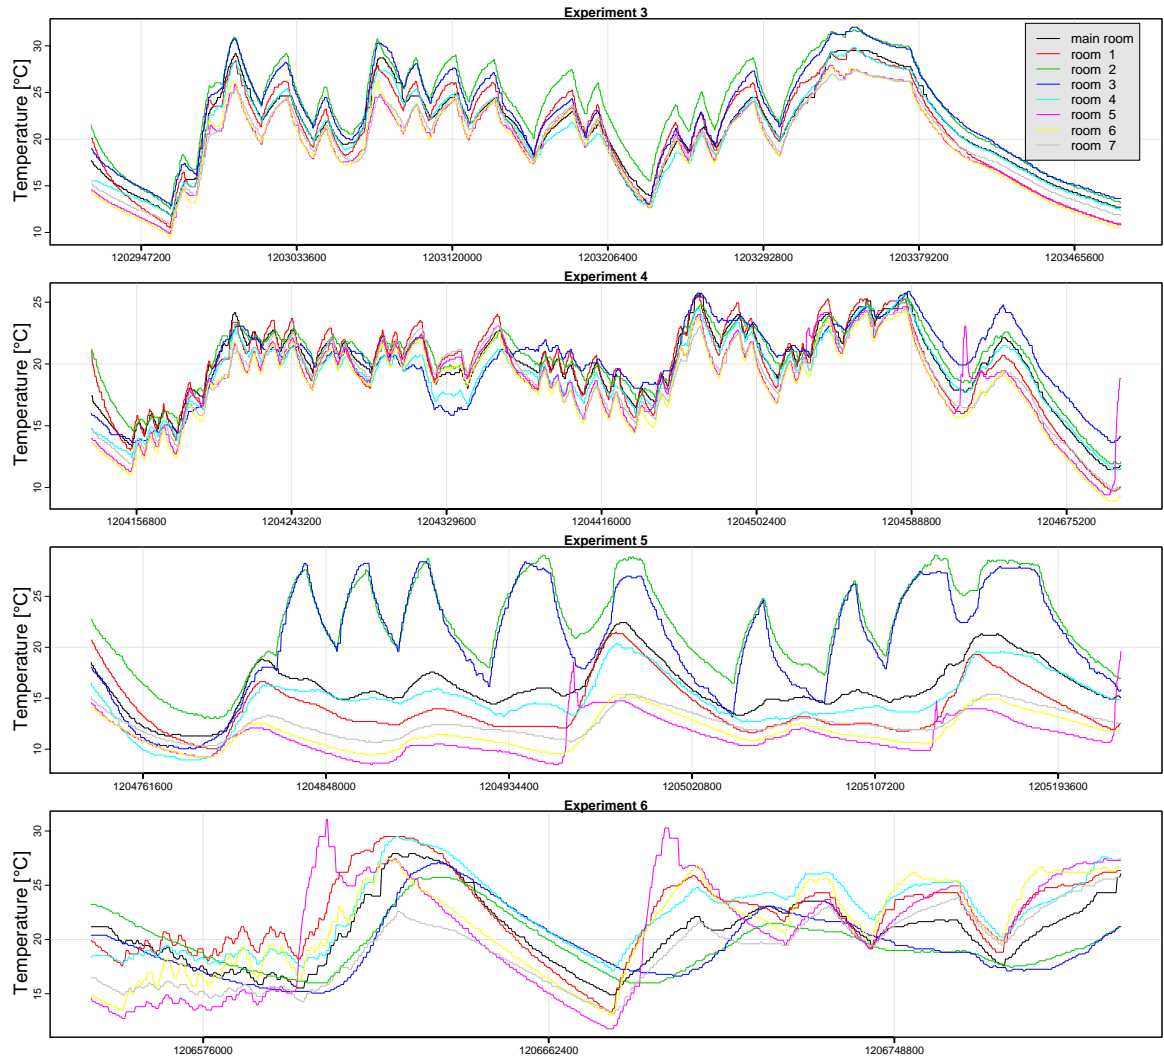 Experiment 3
Temperature [°C]
30
25
20
15
10
main room
room 1
room 2
room 3
room 4
room 5
room 6
room 7
1202947200
1203033600
1203120000
1203206400
1203292800
1203379200
1203465600
Experiment 4
Temperature [°C]
25
20
15
10
1204156800
1204243200
1204329600
1204416000
1204502400
1204588800
1204675200
Experiment 5
Temperature [°C]
25
20
15
10
1204761600
1204848000
1204934400
1205020800
1205107200
1205193600
Experiment 6
Temperature [°C]
30
25
20
15
1206576000
1206662400
1206748800